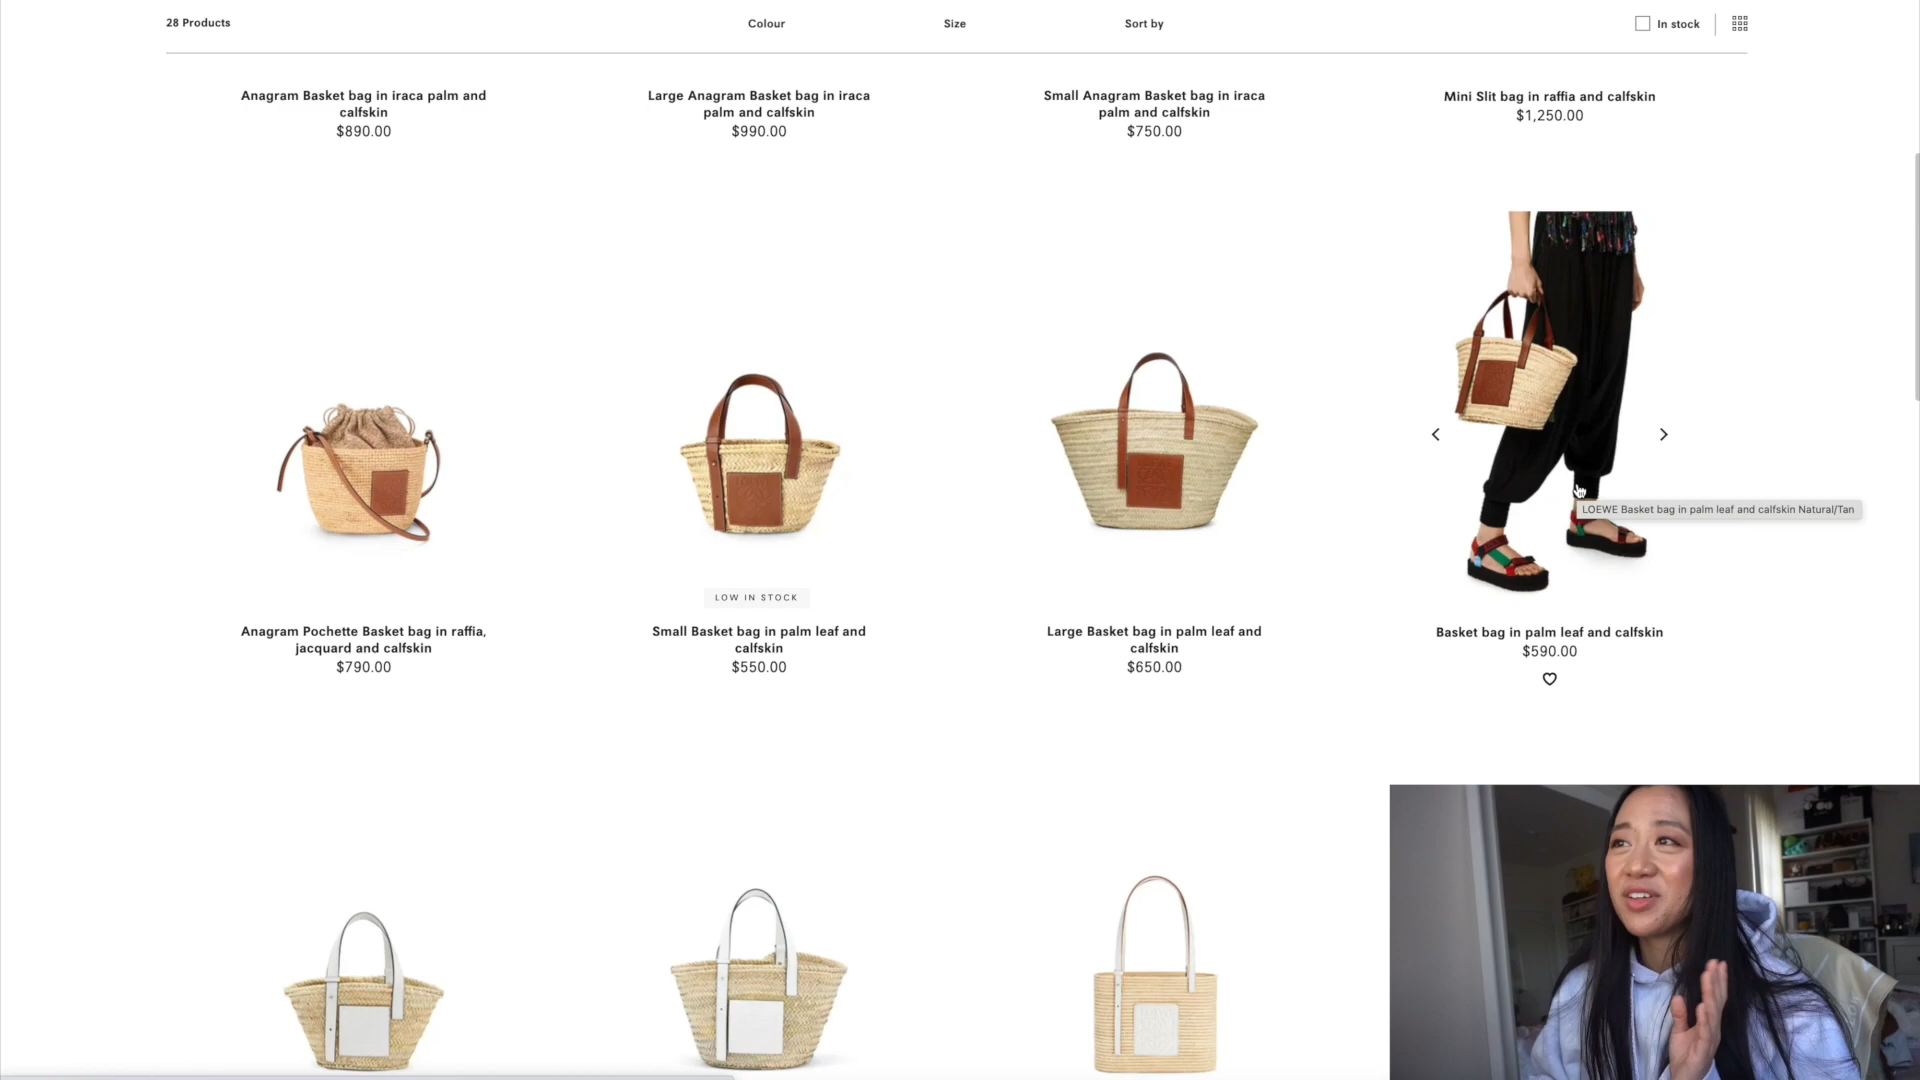 28 Products
Colour
Size
Sort by
In stock
Anagram Basket bag in iraca palm and
calfskin
$890.00
Large Anagram Basket bag in iraca
palm and calfskin
$990.00
Small Anagram Basket bag in iraca
palm and calfskin
$750.00
Mini Slit bag in raffia and calfskin
$1,250.00
LOEWE Basket bag in palm leaf and calfskin Natural/Tan
LOW IN STOCK
Anagram Pochette Basket bag in raffia,
jacquard and calfskin
$790.00
Small Basket bag in palm leaf and
calfskin
$550.00
Large Basket bag in palm leaf and
calfskin
$650.00
Basket bag in palm leaf and calfskin
$590.00